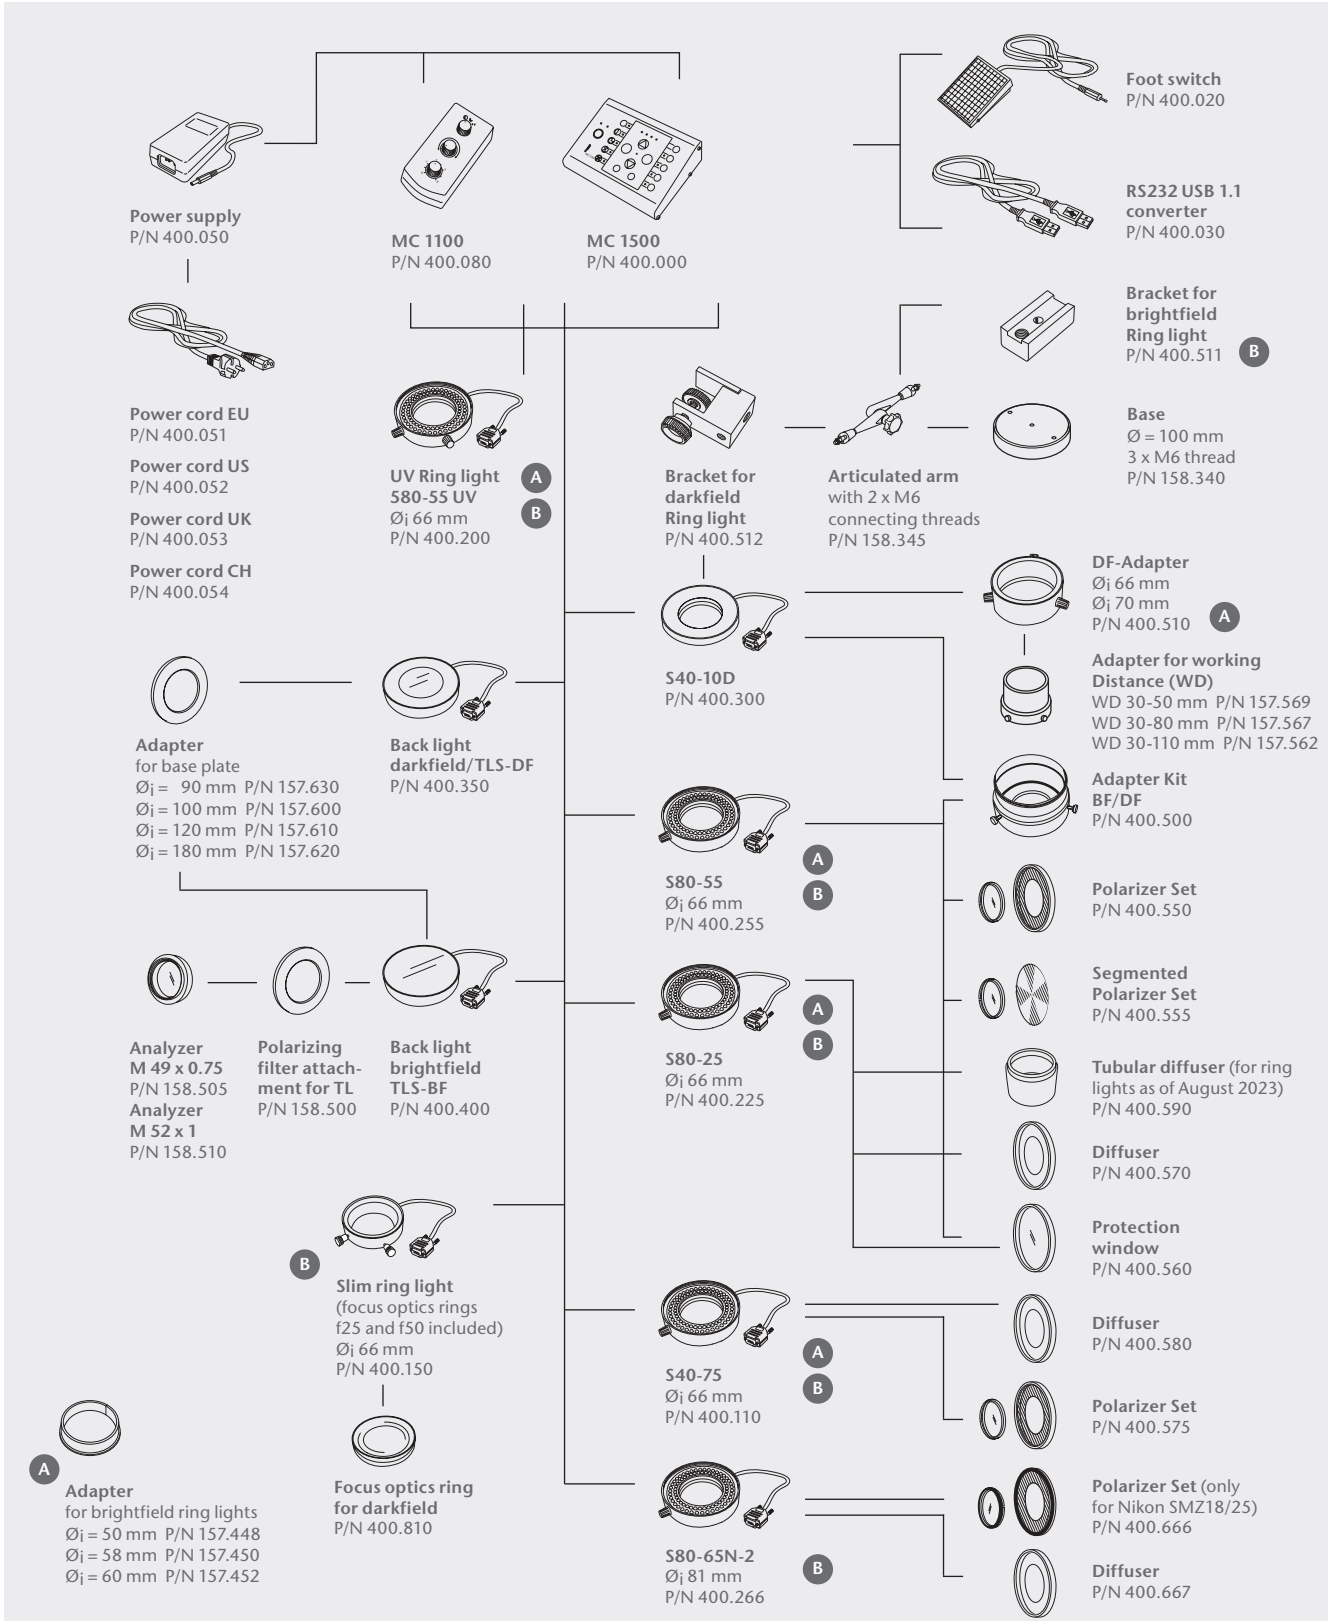 Foot switch
P/N 400.020
RS232 USB 1.1
converter
P/N 400.030
Power supply
P/N 400.050
MC 1100
P/N 400.080
MC 1500
P/N 400.000
Bracket for
brightfield
Ring light
P/N 400.511
B
Power cord EU
P/N 400.051
Power cord US
P/N 400.052
Power cord UK
P/N 400.053
Power cord CH
P/N 400.054
UV Ring light
580-55 UV
Øi 66 mm
P/N 400.200
A
B
Bracket for
darkfield
Ring light
P/N 400.512
Articulated arm
with 2 x M6
connecting threads
P/N 158.345
Base
Ø = 100 mm
3 x M6 thread
P/N 158.340
DF-Adapter
Øi 66 mm
Øi 70 mm
P/N 400.510
A
S40-10D
P/N 400.300
Adapter for working
Distance (WD)
WD 30-50 mm P/N 157.569
WD 30-80 mm P/N 157.567
WD 30-110 mm P/N 157.562
Adapter
for base plate
Øi = 90 mm P/N 157.630
Øi = 100 mm P/N 157.600
Øi = 120 mm P/N 157.610
Øi = 180 mm P/N 157.620
Back light
darkfield/TLS-DF
P/N 400.350
Adapter Kit
BF/DF
P/N 400.500
S80-55
Øi 66 mm
P/N 400.255
A
B
Polarizer Set
P/N 400.550
Segmented
Polarizer Set
P/N 400.555
Analyzer
M 49 x 0.75
P/N 158.505
Analyzer
M 52 x 1
P/N 158.510
Polarizing
filter attach-
ment for TL
P/N 158.500
Back light
brightfield
TLS-BF
P/N 400.400
S80-25
Øi 66 mm
P/N 400.225
A
B
Tubular diffuser (for ring
lights as of August 2023)
P/N 400.590
Diffuser
P/N 400.570
Protection
window
P/N 400.560
B
Slim ring light
(focus optics rings
f25 and f50 included)
Øi 66 mm
P/N 400.150
S40-75
Øi 66 mm
P/N 400.110
A
B
Diffuser
P/N 400.580
Polarizer Set
P/N 400.575
A
Adapter
for brightfield ring lights
Øi = 50 mm P/N 157.448
Øi = 58 mm P/N 157.450
Øi = 60 mm P/N 157.452
Focus optics ring
for darkfield
P/N 400.810
S80-65N-2
Øi 81 mm
P/N 400.266
B
Polarizer Set (only
for Nikon SMZ18/25)
P/N 400.666
Diffuser
P/N 400.667